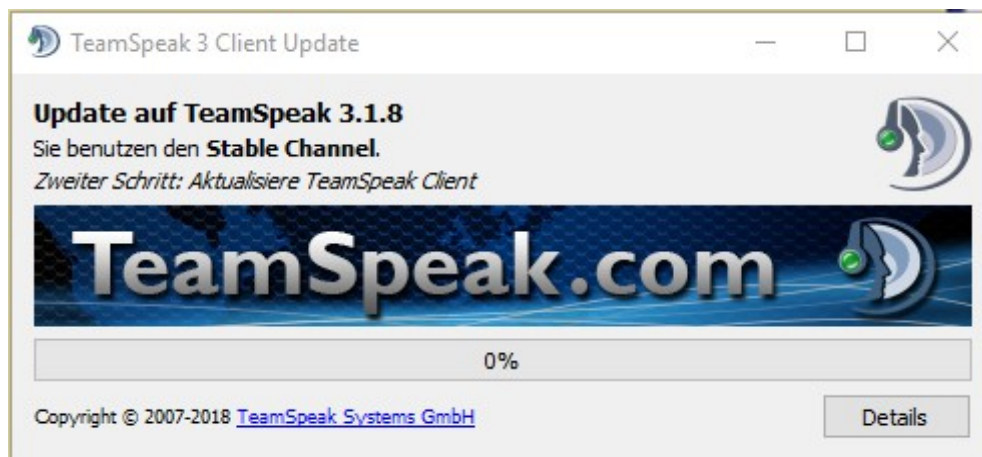 TeamSpeak 3 Client Update
Update auf TeamSpeak 3.1.8
Sie benutzen den Stable Channel.
Zweiter Schritt: Aktualisiere TeamSpeak Client
TeamSpeak.com
0%
Copyright © 2007-2018 TeamSpeak Systems GmbH
Details